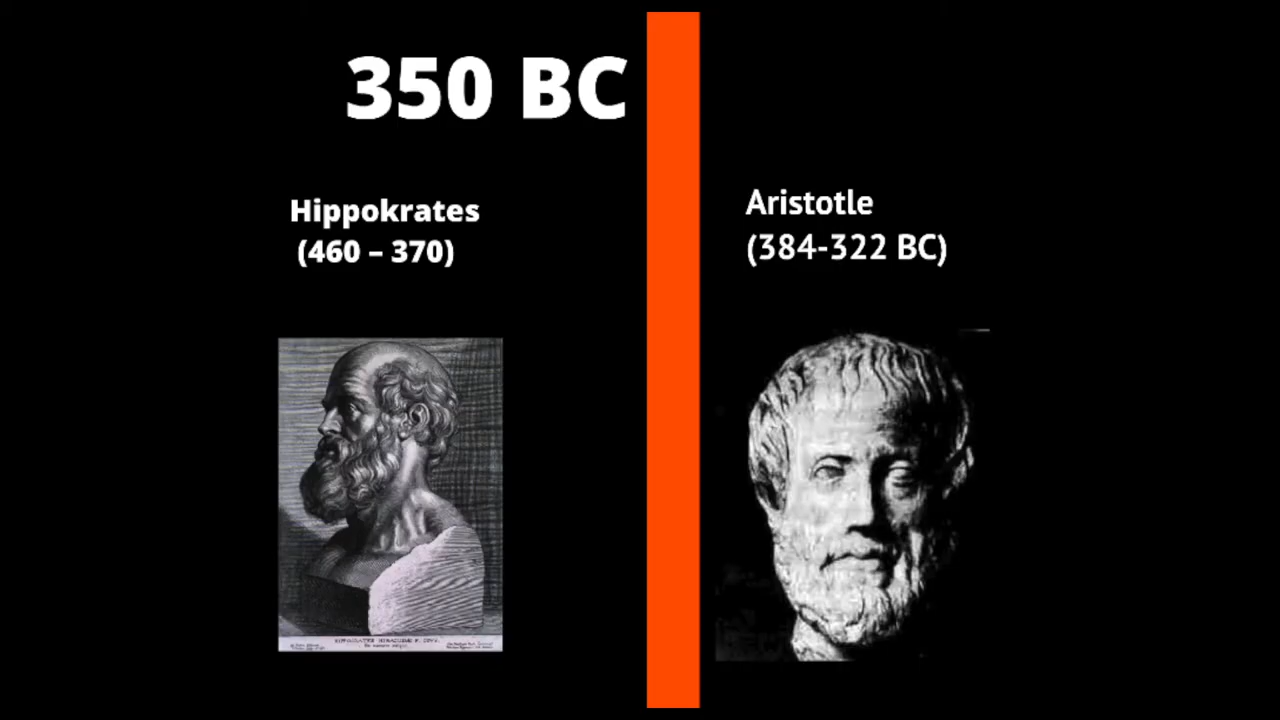 350 BC
Hippokrates
(460 – 370)
Aristotle
(384-322 BC)